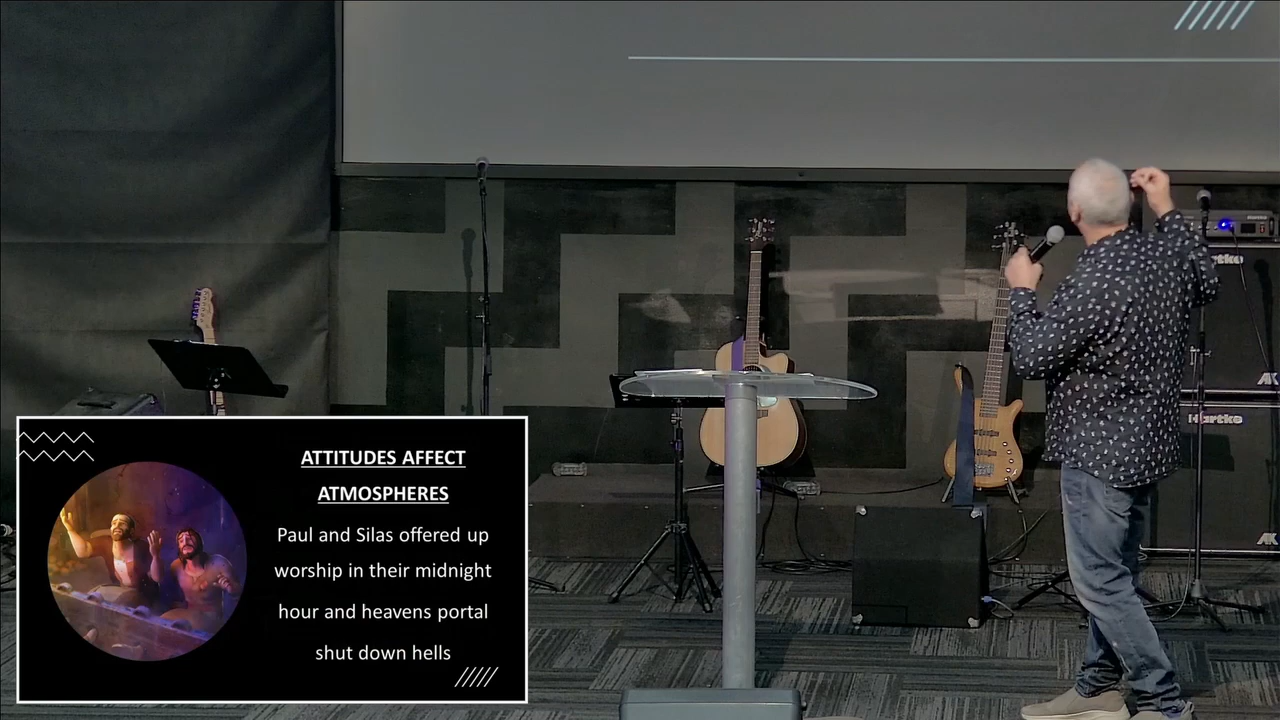 ATTITUDES AFFECT
ATMOSPHERES
Paul and Silas offered up
worship in their midnight
hour and heavens portal
shut down hells
Hartke